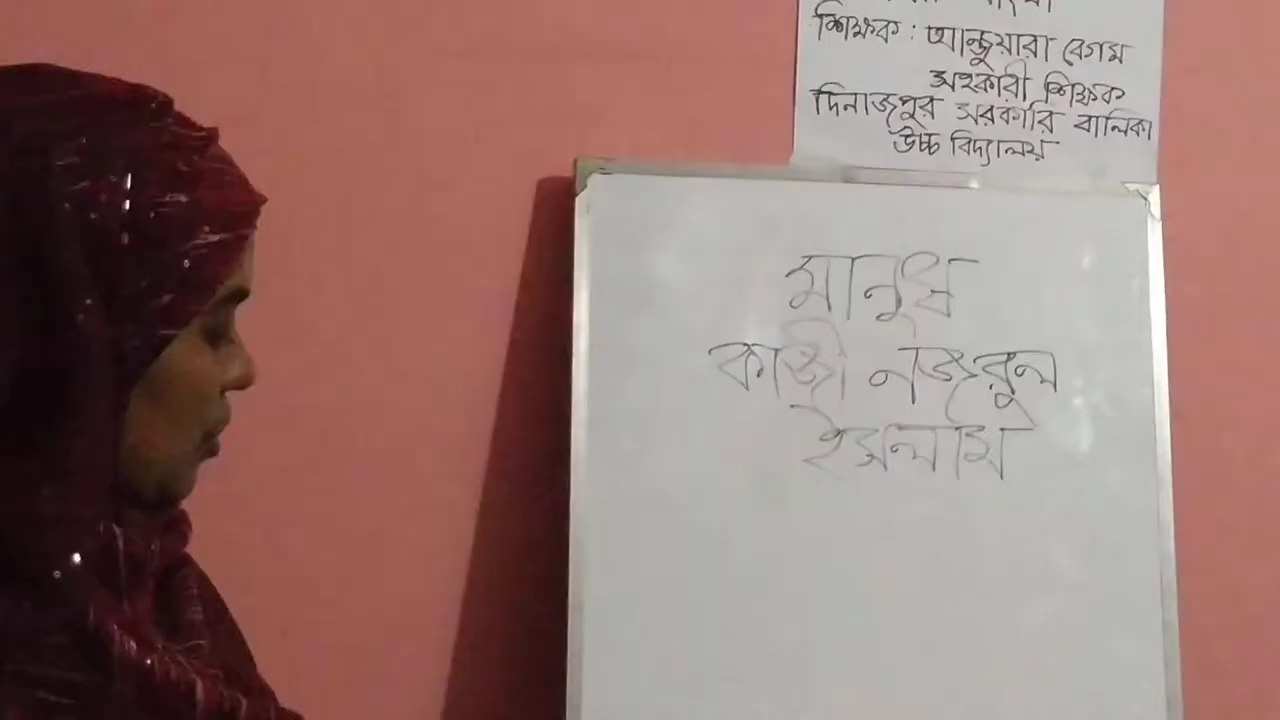 শিক্ষক : আন্জুয়ারা বেগম
সহকারী শিক্ষক
দিনাজপুর সরকারি বালিকা
উচ্চ বিদ্যালয়
মানুষ
কাজী নজরুল
ইসলাম